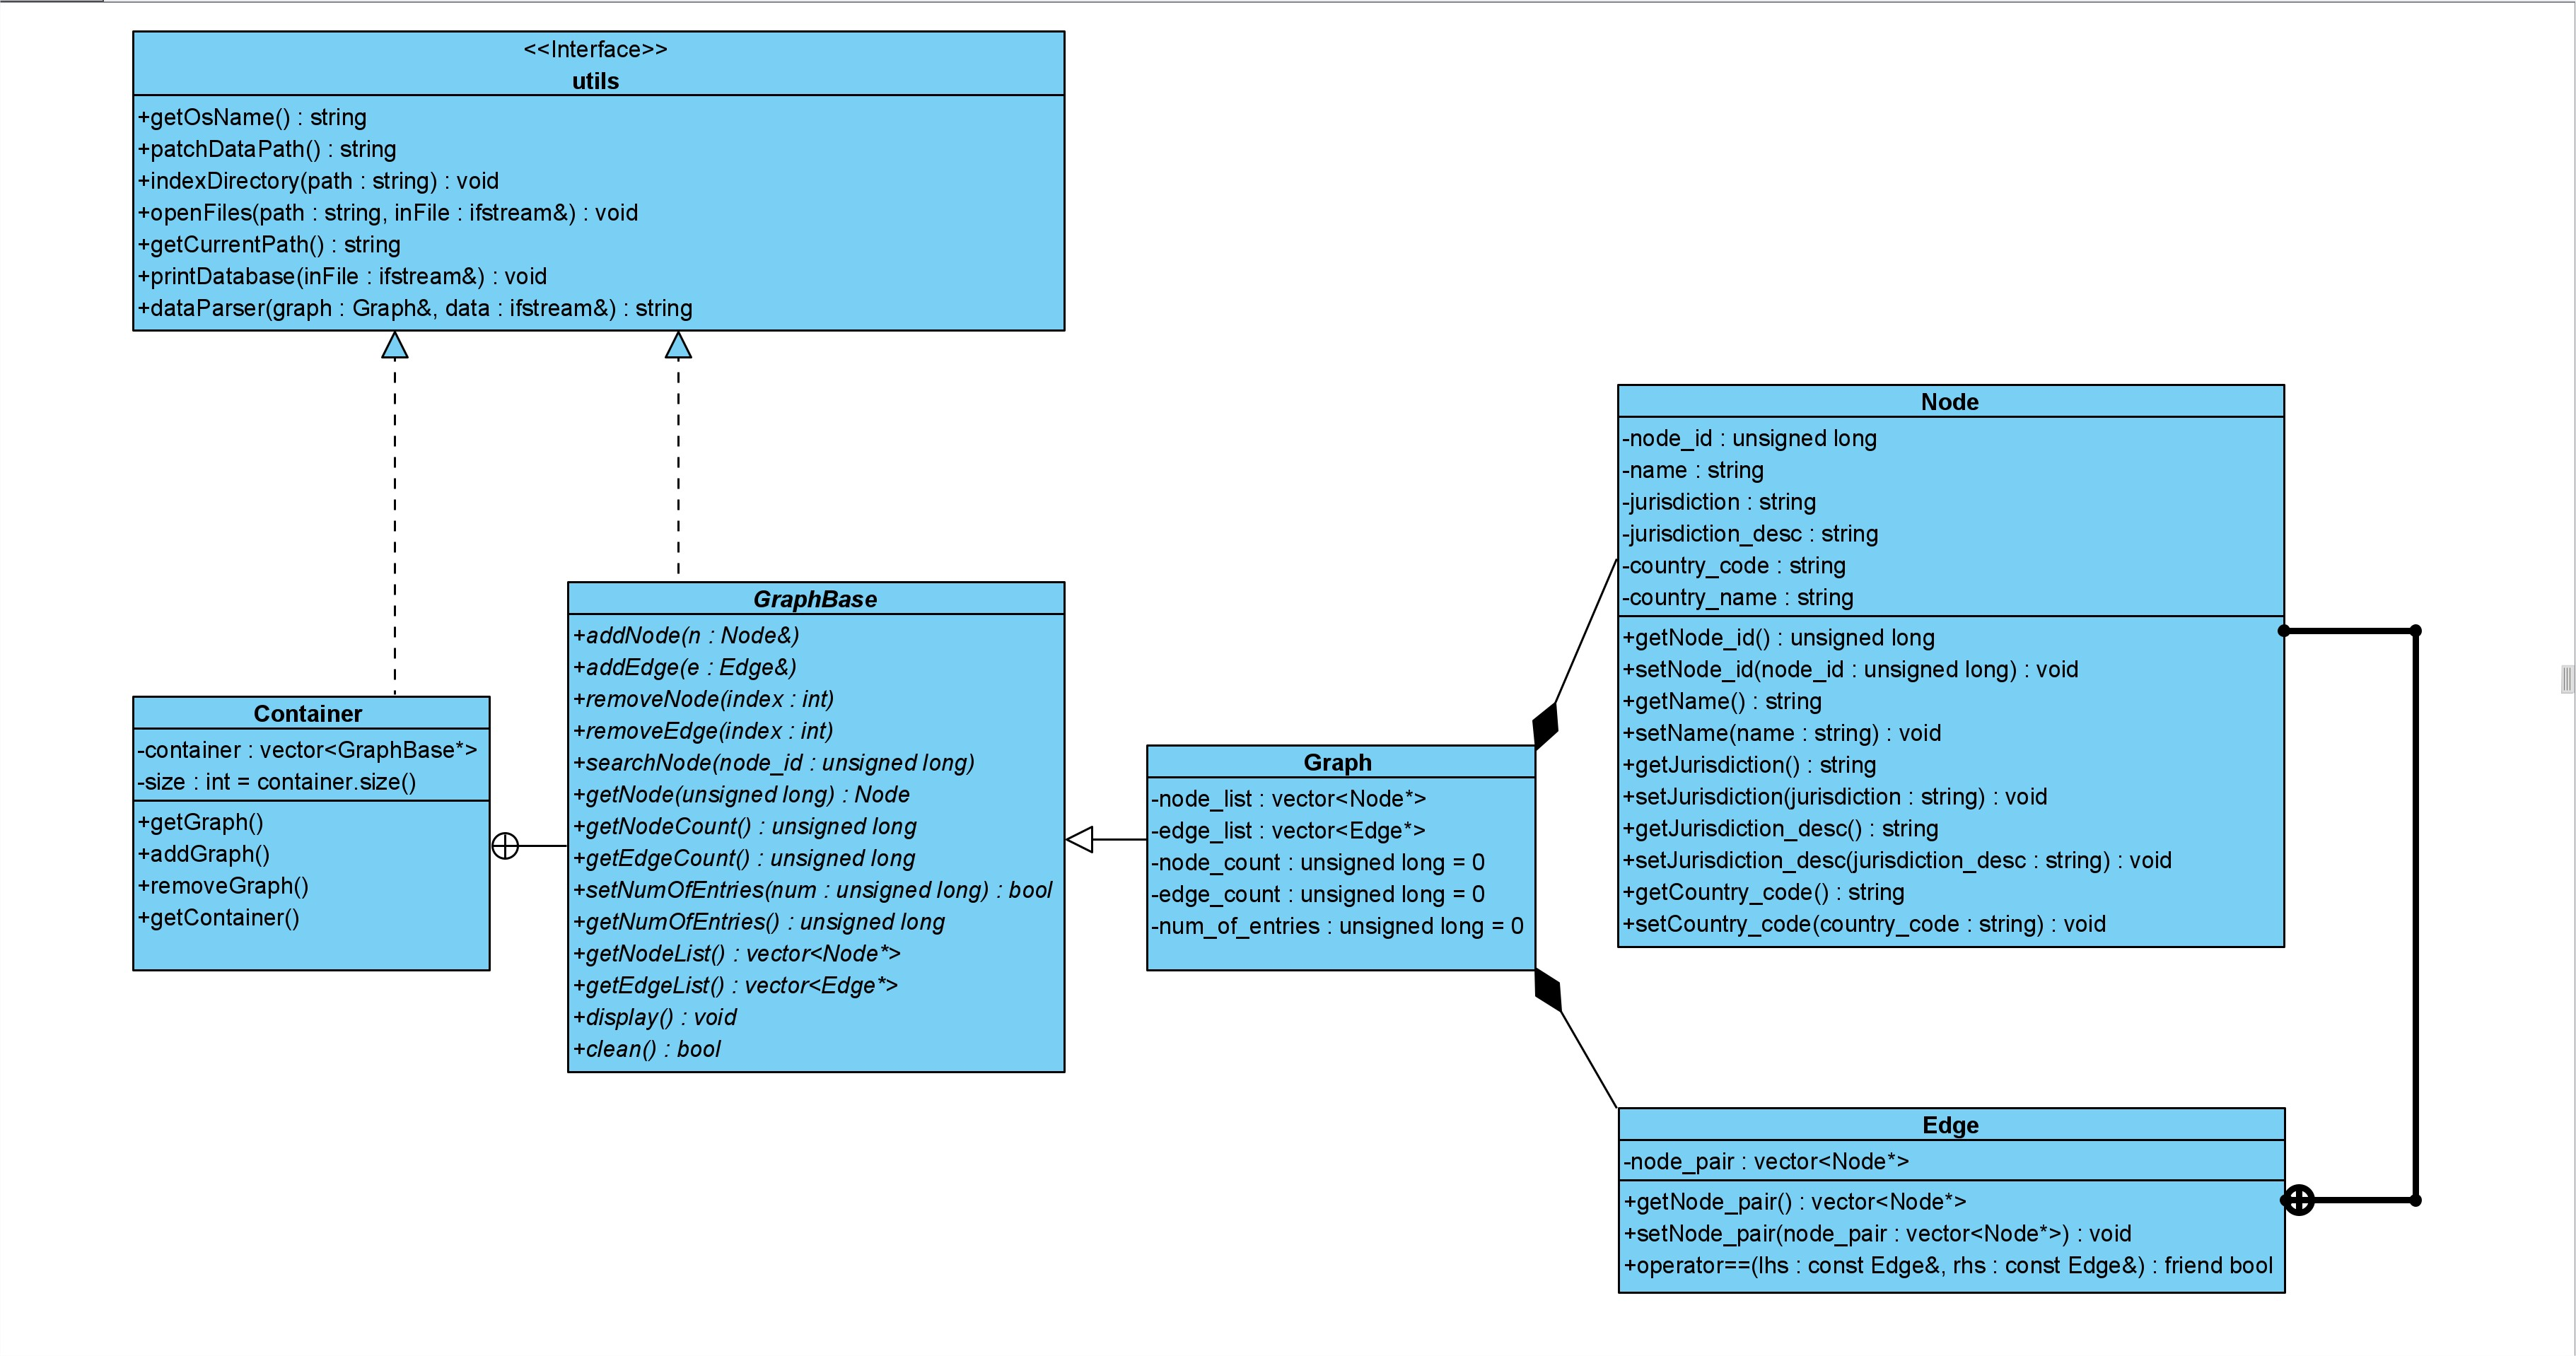 <<Interface>>
utils
+getOsName() : string
+patchDataPath() : string
+indexDirectory(path : string) : void
+openFiles(path : string, inFile : ifstream&) : void
+getCurrentPath() : string
+printDatabase(inFile : ifstream&) : void
+dataParser(graph : Graph&, data : ifstream&) : string
Container
-container : vector<GraphBase*>
-size : int = container.size()
+getGraph()
+addGraph()
+removeGraph()
+getContainer()
GraphBase
+addNode(n : Node&)
+addEdge(e : Edge&)
+removeNode(index : int)
+removeEdge(index : int)
+searchNode(node_id : unsigned long)
+getNode(unsigned long) : Node
+getNodeCount() : unsigned long
+getEdgeCount() : unsigned long
+setNumOfEntries(num : unsigned long) : bool
+getNumOfEntries() : unsigned long
+getNodeList() : vector<Node*>
+getEdgeList() : vector<Edge*>
+display() : void
+clean() : bool
Graph
-node_list : vector<Node*>
-edge_list : vector<Edge*>
-node_count : unsigned long = 0
-edge_count : unsigned long = 0
-num_of_entries : unsigned long = 0
Node
-node_id : unsigned long
-name : string
-jurisdiction : string
-jurisdiction_desc : string
-country_code : string
-country_name : string
+getNode_id() : unsigned long
+setNode_id(node_id : unsigned long) : void
+getName() : string
+setName(name : string) : void
+getJurisdiction() : string
+setJurisdiction(jurisdiction : string) : void
+getJurisdiction_desc() : string
+setJurisdiction_desc(jurisdiction_desc : string) : void
+getCountry_code() : string
+setCountry_code(country_code : string) : void
Edge
-node_pair : vector<Node*>
+getNode_pair() : vector<Node*>
+setNode_pair(node_pair : vector<Node*>) : void
+operator==(lhs : const Edge&, rhs : const Edge&) : friend bool